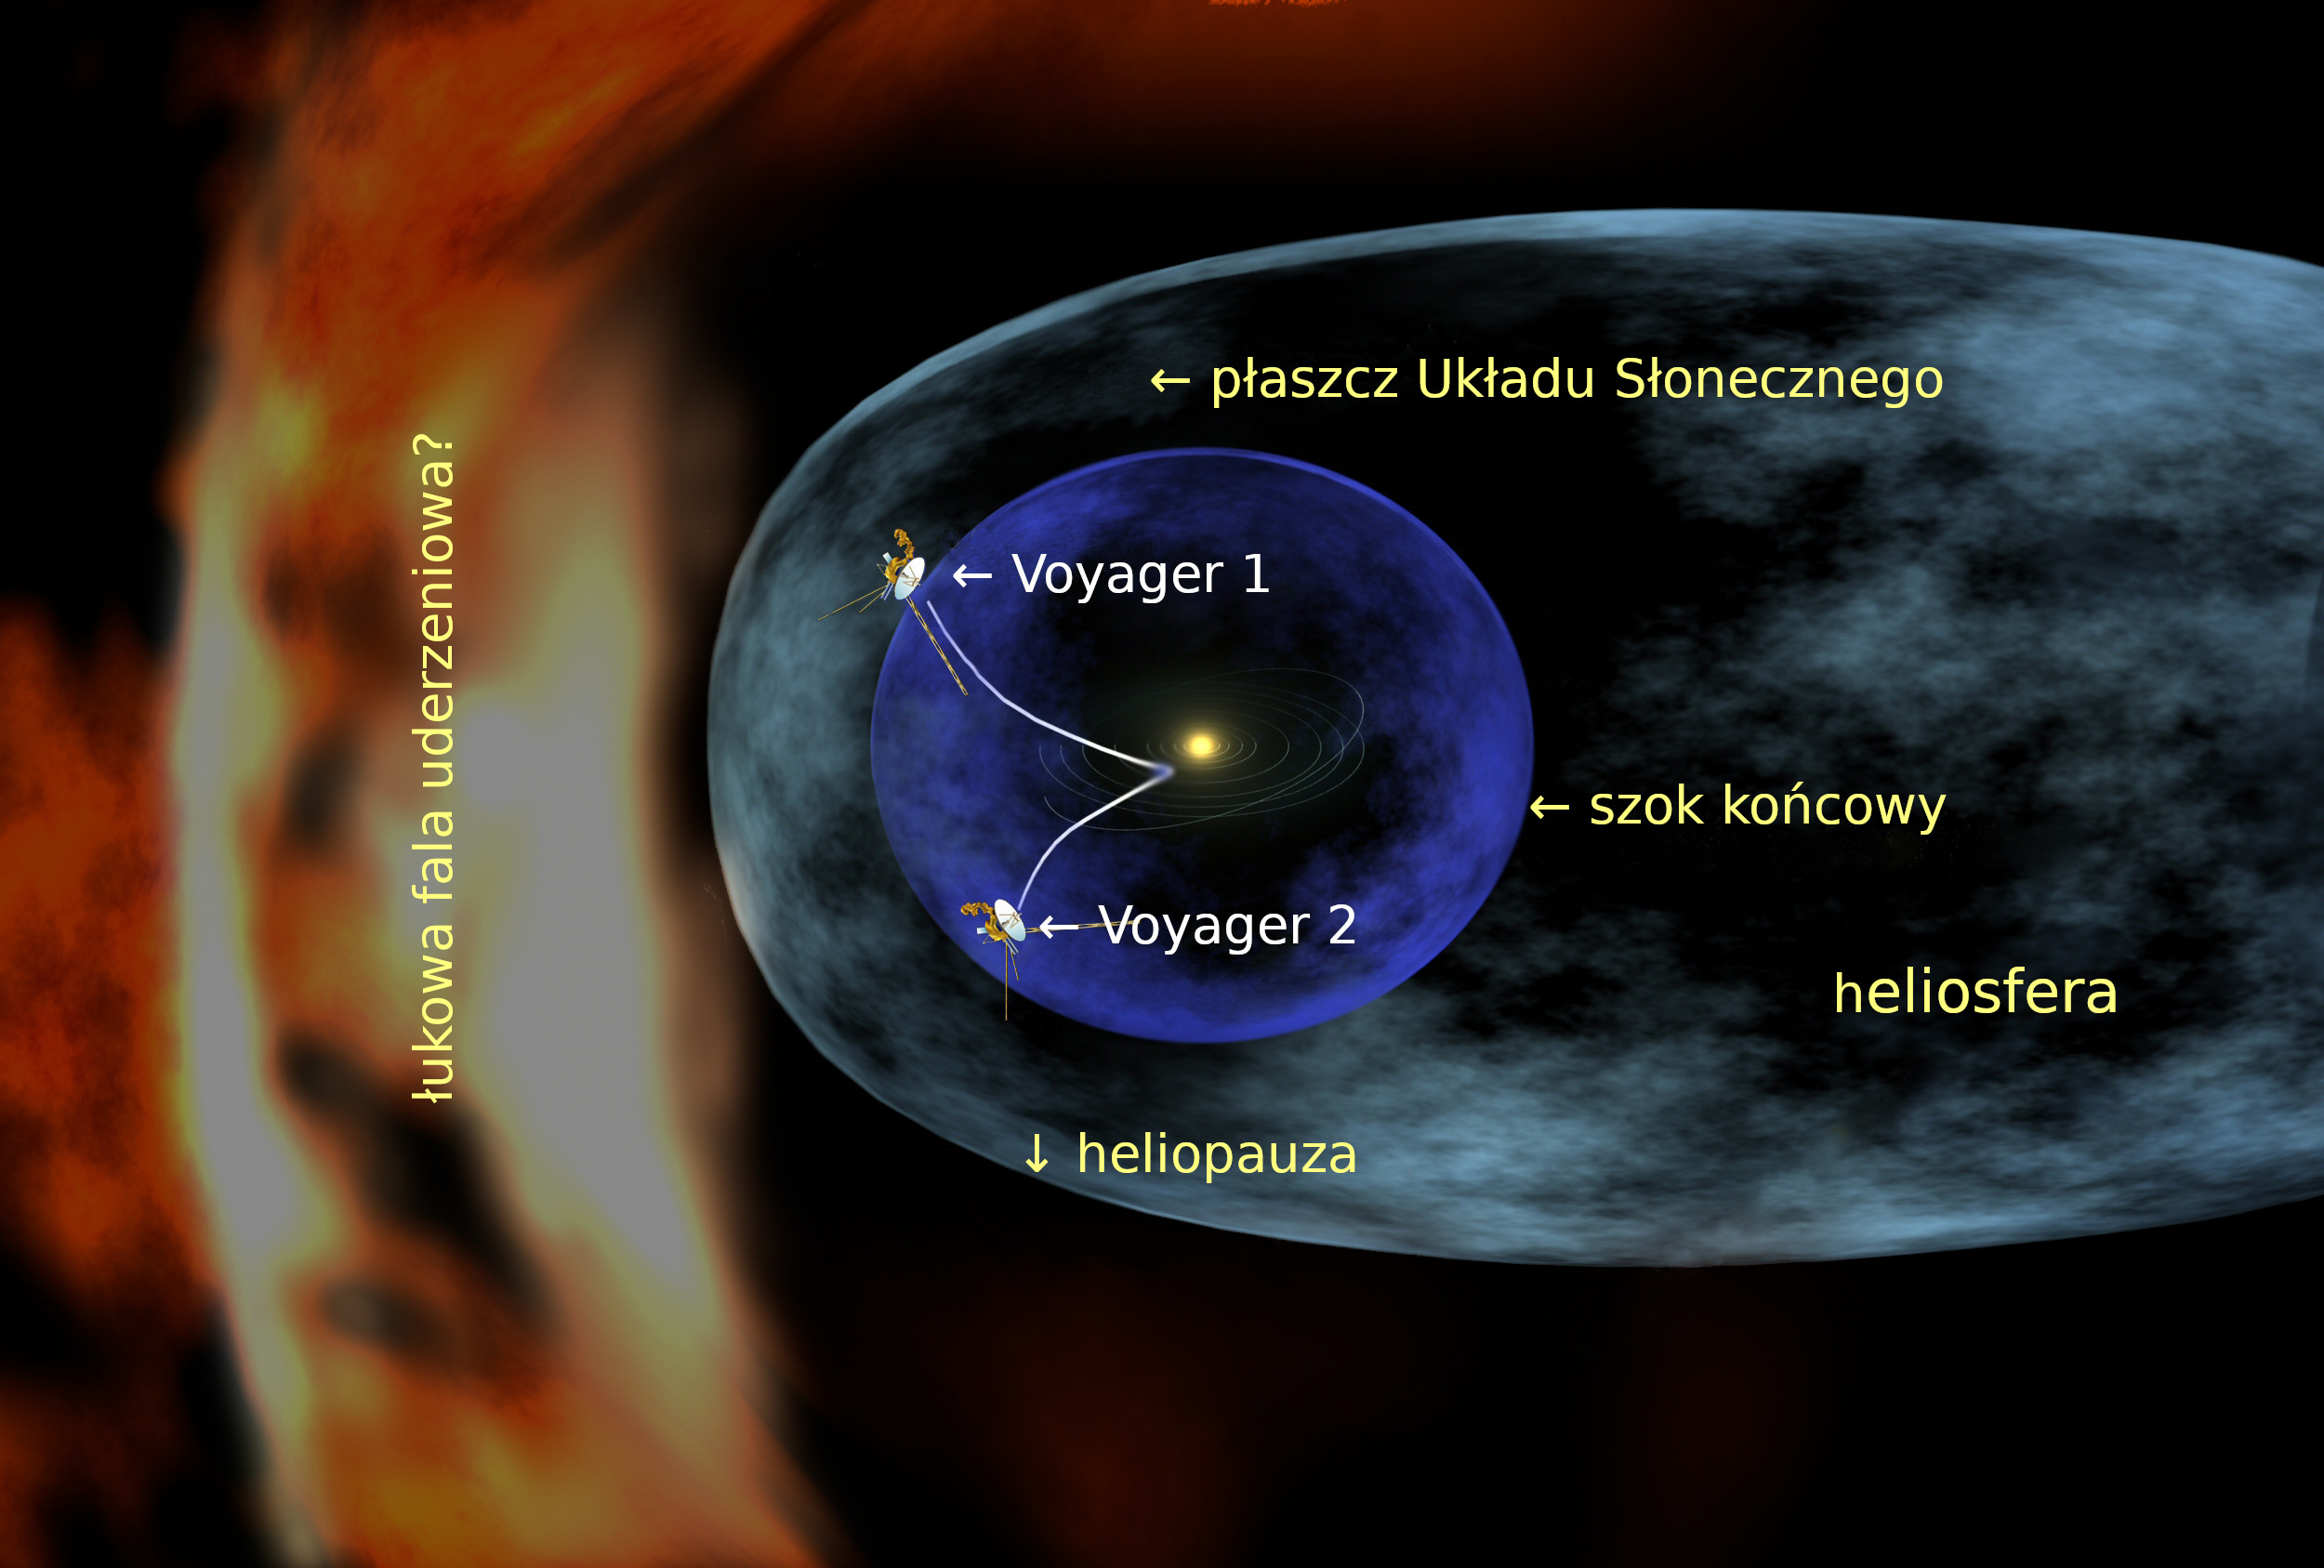 ← płaszcz Układu Słonecznego
łukowa fala uderzeniowa?
← Voyager 1
← szok końcowy
← Voyager 2
heliosfera
↓ heliopauza